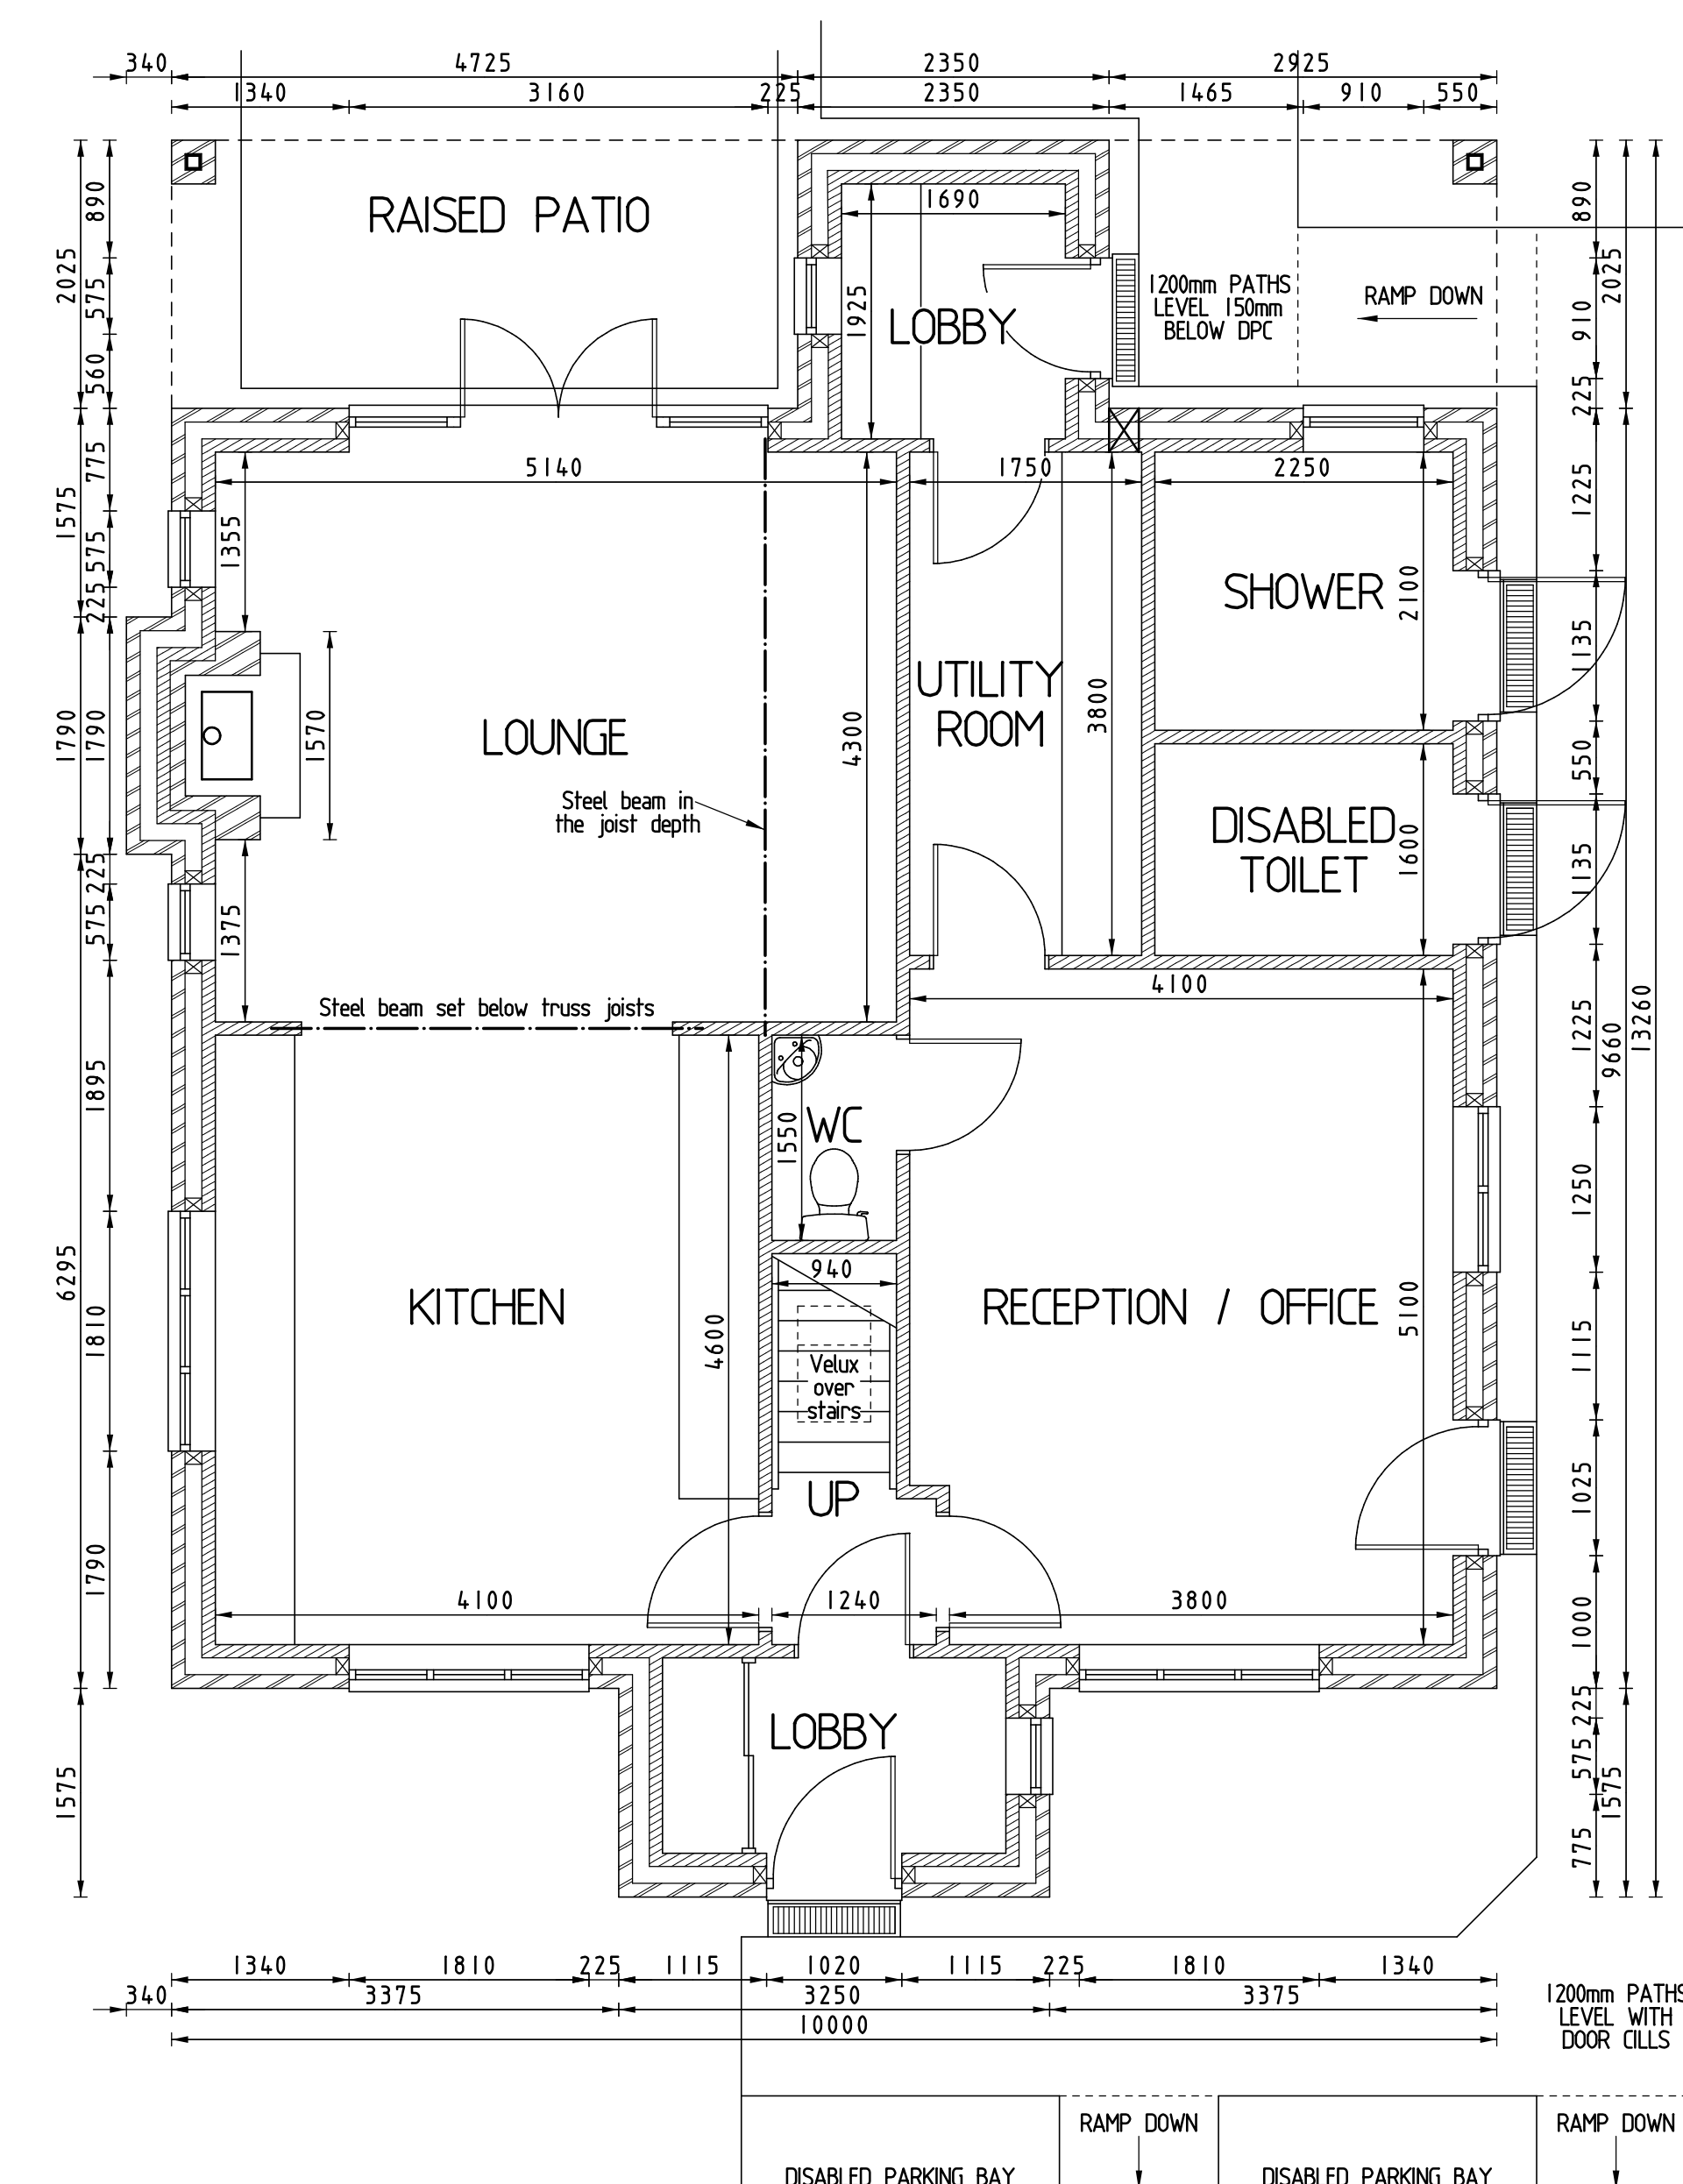 340
4725
2350
2925
1340
3160
225
2350
1465
910
550
RAISED PATIO
1690
1925
LOBBY
1200mm PATHS
LEVEL 150mm
BELOW DPC
RAMP DOWN
2025
890
575
560
890
910
225
2025
5140
1750
2250
1575
775
575
225
1355
1225
SHOWER
2100
1135
UTILITY
ROOM
3800
LOUNGE
4300
1570
1790
1790
Steel beam in
the joist depth
550
DISABLED
TOILET
1600
1135
225
575
1375
4100
Steel beam set below truss joists
1225
9660
13260
1895
WC
1550
1250
940
6295
1810
KITCHEN
4600
Velux
over
stairs
RECEPTION / OFFICE
5100
1115
UP
1025
1790
4100
1240
3800
1000
LOBBY
225
575
775
1575
1575
1340
1810
225
1115
1020
1115
225
1810
1340
340
3375
3250
3375
10000
1200mm PATHS
LEVEL WITH
DOOR CILLS
RAMP DOWN
RAMP DOWN
DISABLED PARKING BAY
DISABLED PARKING BAY